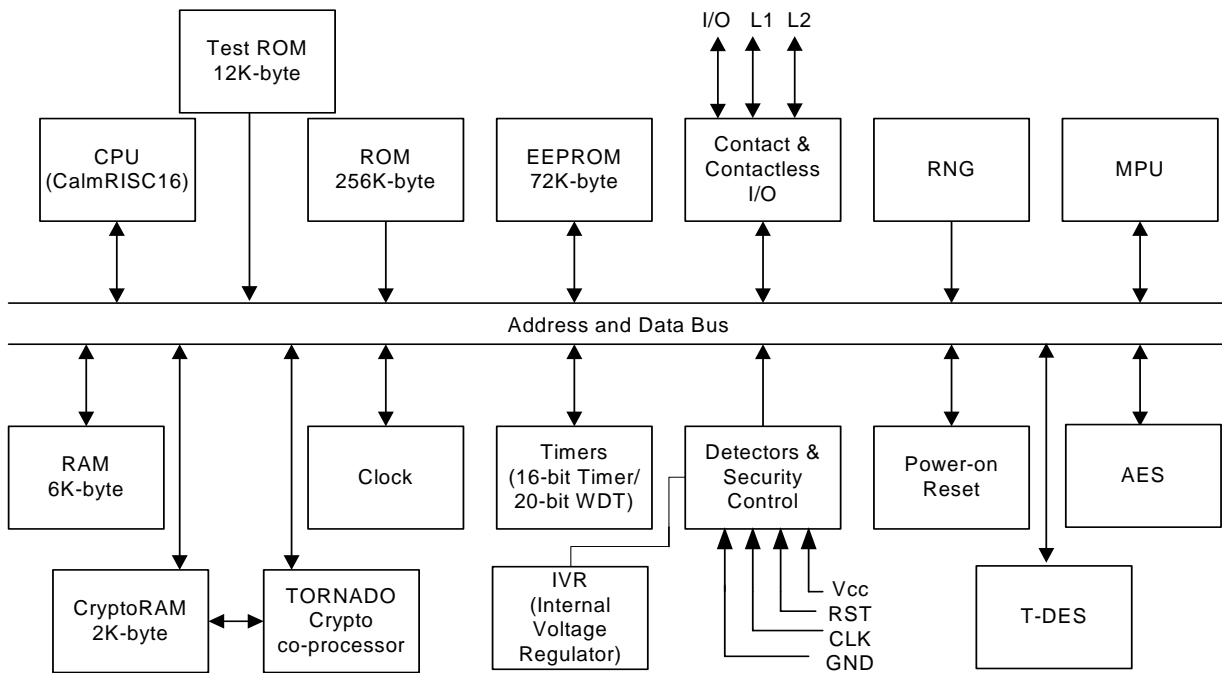 I/O L1 L2
Test ROM
12K-byte
CPU
(CalmRISC16)
ROM
256K-byte
EEPROM
72K-byte
Contact &
Contactless
I/O
RNG
MPU
Address and Data Bus
RAM
6K-byte
Clock
Timers
(16-bit Timer/
20-bit WDT)
Detectors &
Security
Control
Power-on
Reset
AES
CryptoRAM
2K-byte
TORNADO
Crypto
co-processor
IVR
(Internal
Voltage
Regulator)
Vcc
RST
CLK
GND
T-DES